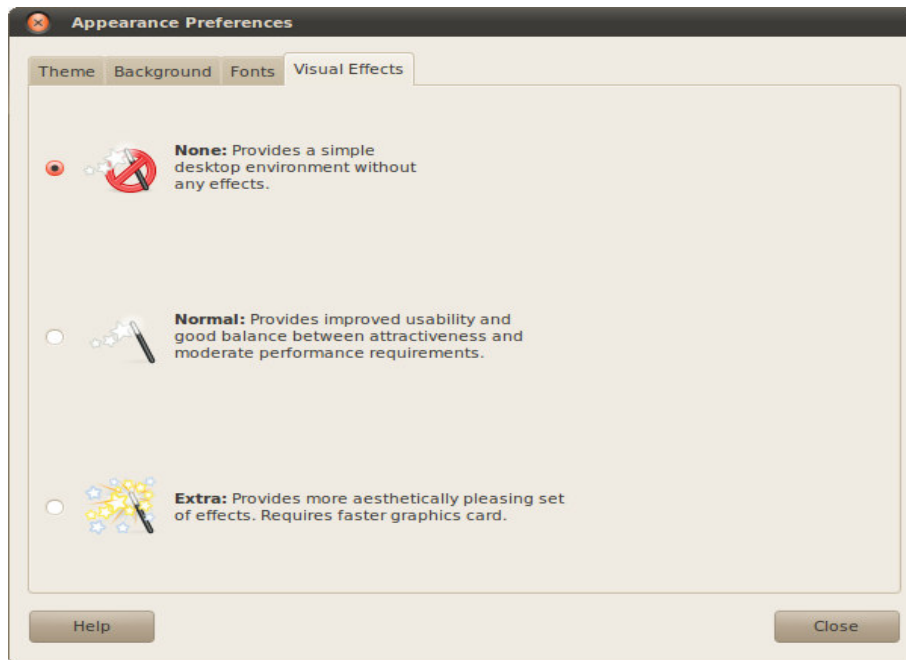 Appearance Preferences
Theme Background Fonts Visual Effects
None: Provides a simple
desktop environment without
any effects.
Normal: Provides improved usability and
good balance between attractiveness and
moderate performance requirements.
Extra: Provides more aesthetically pleasing set
of effects. Requires faster graphics card.
Help Close